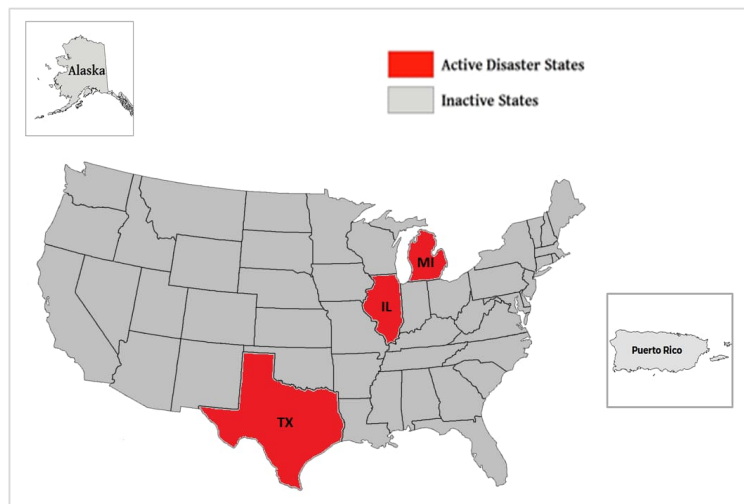 Alaska
Active Disaster States
Inactive States
MI
IL
Puerto Rico
TX